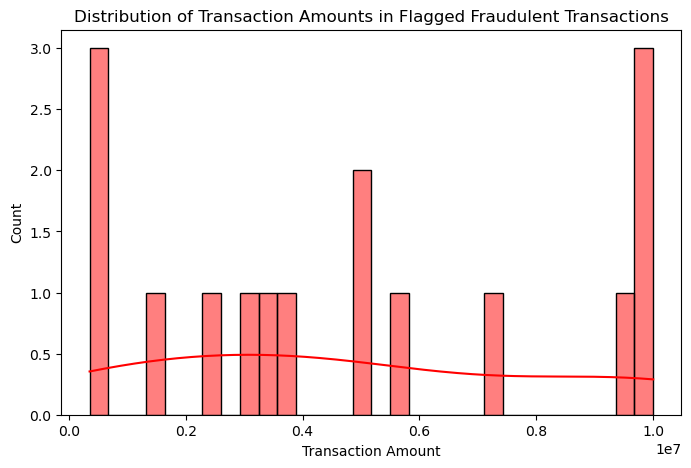 Distribution of Transaction Amounts in Flagged Fraudulent Transactions
3.0
2.5
2.0
1.5
1.0
0.5
0.0
Count
0.0 0.2 0.4 0.6 0.8 1.0
1e7
Transaction Amount